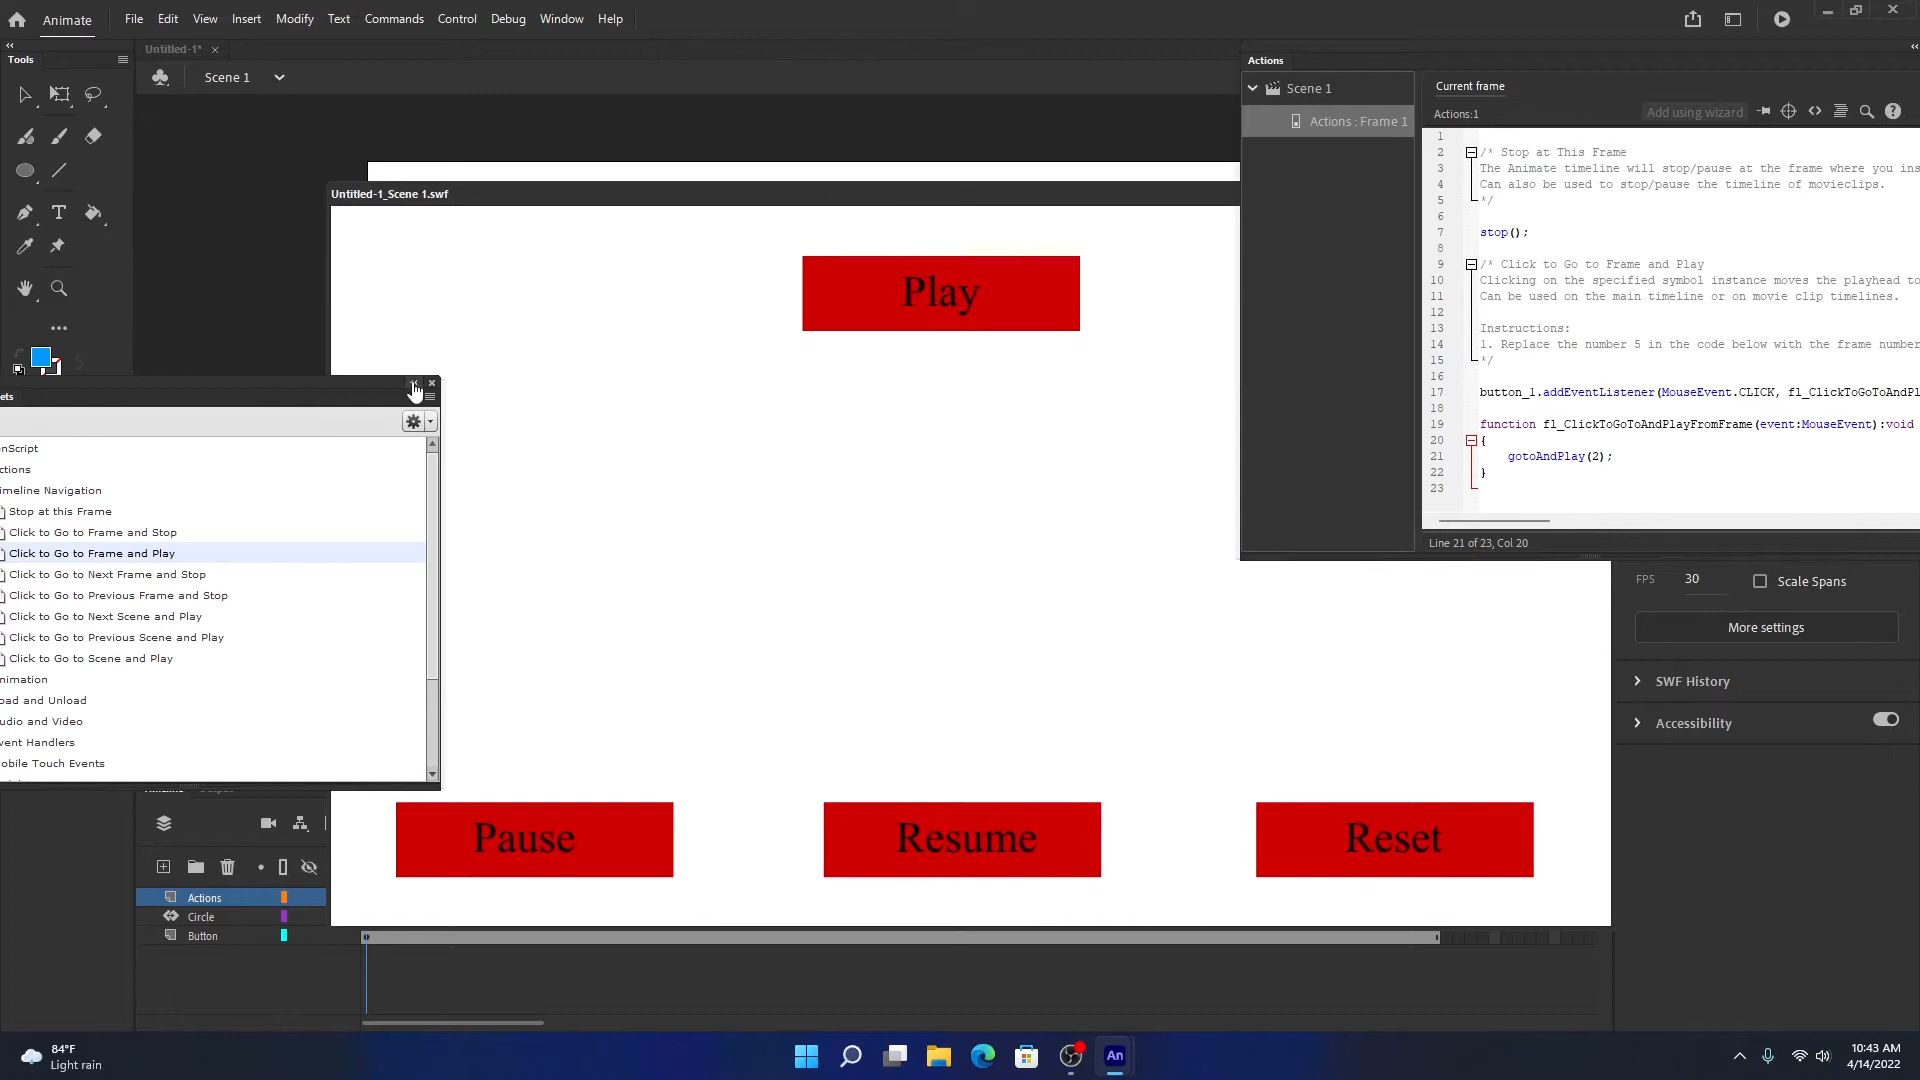 Animate File Edit View Insert Modify Text Commands Control Debug Window Help
Untitled-1*
Tools
Scene 1
Untitled-1_Scene 1.swf
Play
ets
nScript
ctions
imeline Navigation
Stop at this Frame
Click to Go to Frame and Stop
Click to Go to Frame and Play
Click to Go to Next Frame and Stop
Click to Go to Previous Frame and Stop
Click to Go to Next Scene and Play
Click to Go to Previous Scene and Play
Click to Go to Scene and Play
nimation
oad and Unload
udio and Video
vent Handlers
obile Touch Events
Pause
Resume
Reset
Actions
Circle
Button
Actions
Scene 1
Actions : Frame 1
Current frame
Actions:1
Add using wizard
1
2 /* Stop at This Frame
3 The Animate timeline will stop/pause at the frame where you ins
4 Can also be used to stop/pause the timeline of movieclips.
5 */
6
7 stop();
8
9 /* Click to Go to Frame and Play
10 Clicking on the specified symbol instance moves the playhead to
11 Can be used on the main timeline or on movie clip timelines.
12
13 Instructions:
14 1. Replace the number 5 in the code below with the frame number
15 */
16
17 button_1.addEventListener(MouseEvent.CLICK, fl_ClickToGoToAndPl
18
19 function fl_ClickToGoToAndPlayFromFrame(event:MouseEvent):void
20 {
21 gotoAndPlay(2);
22 }
23
Line 21 of 23, Col 20
FPS 30 Scale Spans
More settings
SWF History
Accessibility
84°F
Light rain
An
10:43 AM
4/14/2022